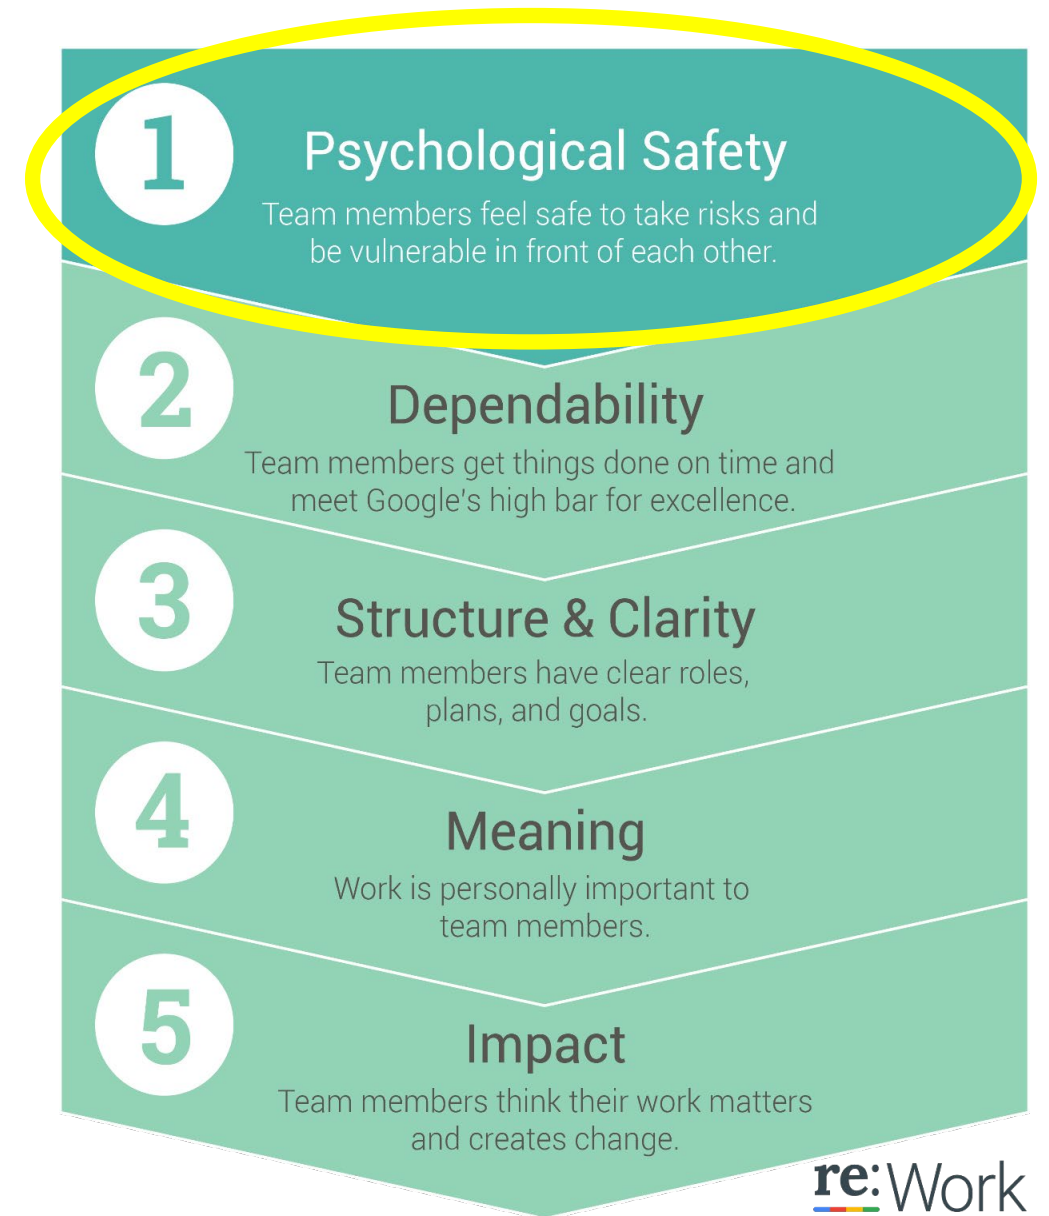 1
Psychological Safety
Team members feel safe to take risks and
be vulnerable in front of each other.
2
Dependability
Team members get things done on time and
meet Google's high bar for excellence.
3
Structure & Clarity
Team members have clear roles,
plans, and goals.
4
Meaning
Work is personally important to
team members.
5
Impact
Team members think their work matters
and creates change.
re:Work